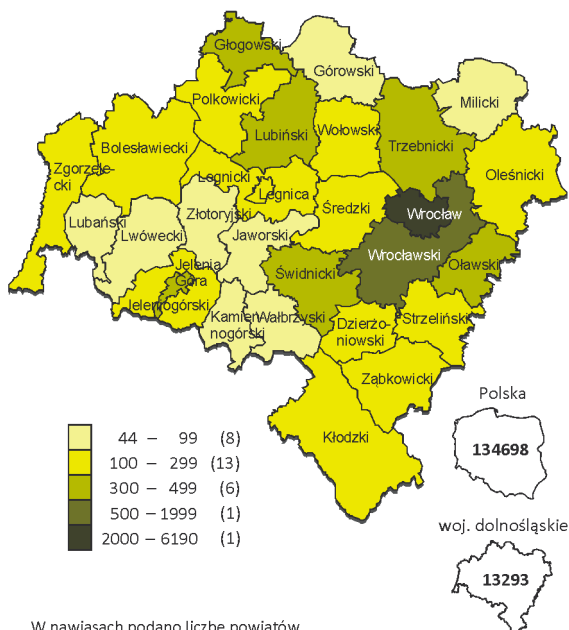 Głogowski
Górowski
Polkowicki
Milicki
Lubiński
Wołowski
Trzebnicki
Bolesławiecki
Zgorzele-
cki
Legnicki
Legnica
Oleśnicki
Lubański
Złotoryjski
Średzki
Wrocław
Lwówecki
Jaworski
Wrocławski
Jelenia
Góra
Świdnicki
Oławski
Jeleniogórski
Kamien-
nogórski
Wałbrzyski
Dzierżo-
niowski
Strzeliński
Ząbkowicki
Kłodzki
Polska
134698
44 – 99 (8)
100 – 299 (13)
300 – 499 (6)
500 – 1999 (1)
2000 – 6190 (1)
woj. dolnośląskie
13293
W nawiasach podano liczbę powiatów